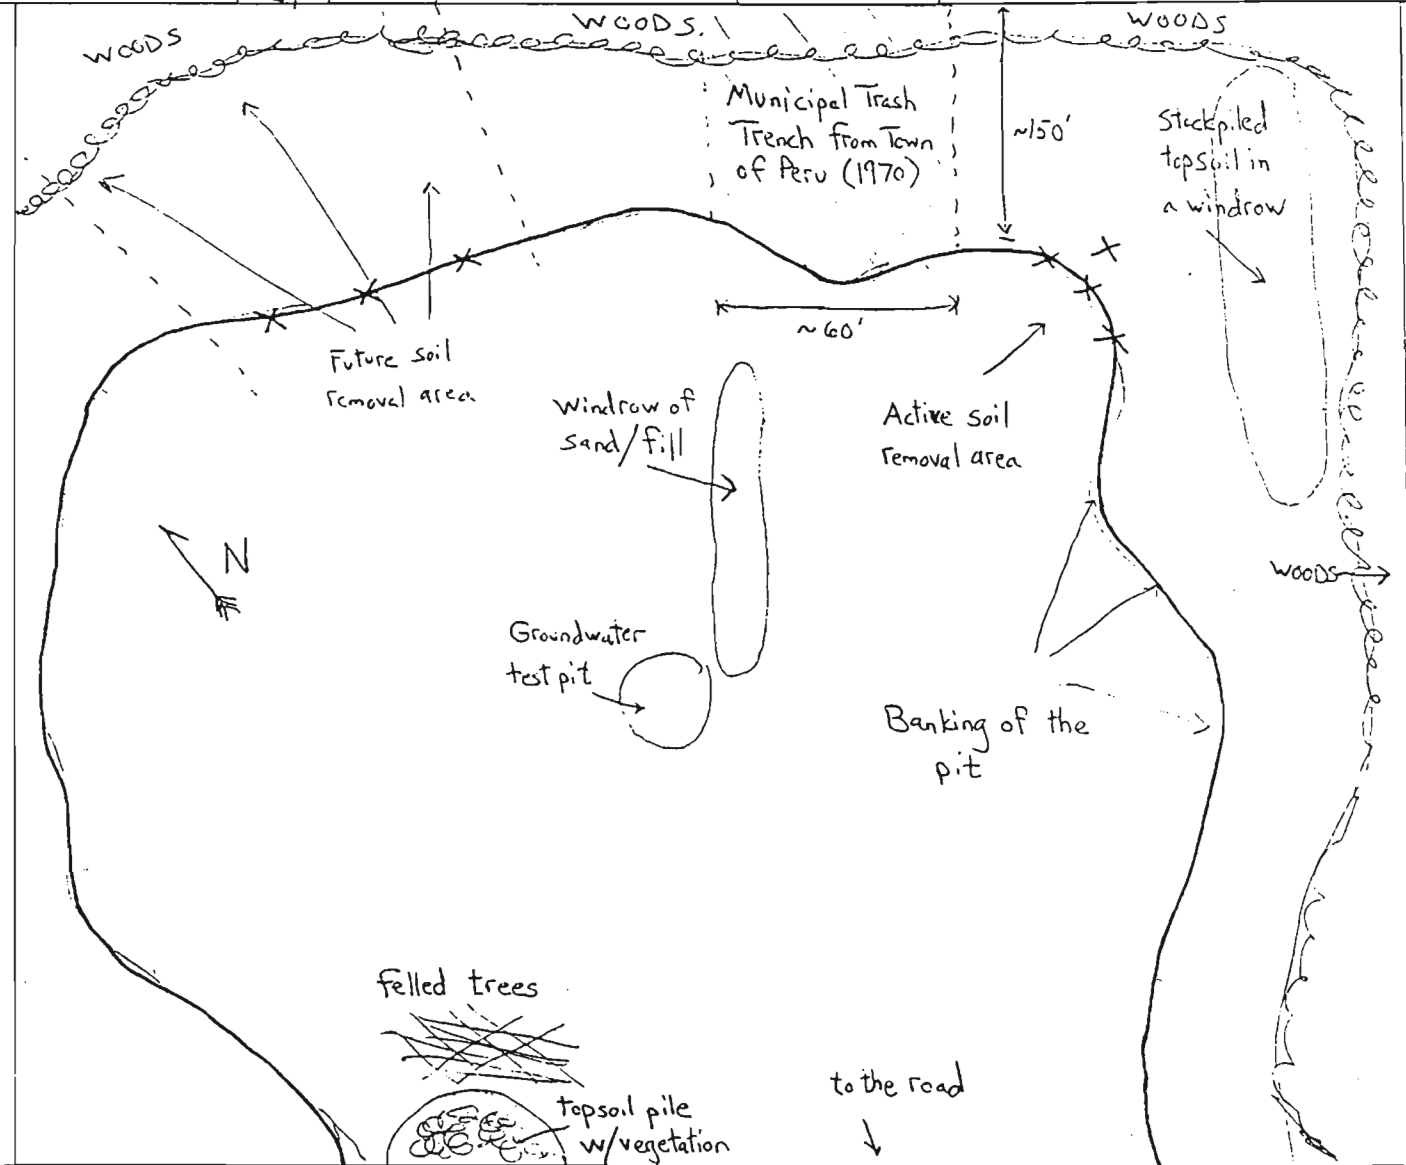 WOODS
WOODS.
WOODS
Municipal Trash
Trench from Town
of Peru (1970)
~150'
Stockpiled
topsoil in
a windrow
~60'
Future soil
removal area
Windrow of
sand/fill
Active soil
removal area
N
WOODS
Groundwater
test pit
Banking of the
pit
felled trees
to the road
topsoil pile
w/vegetation